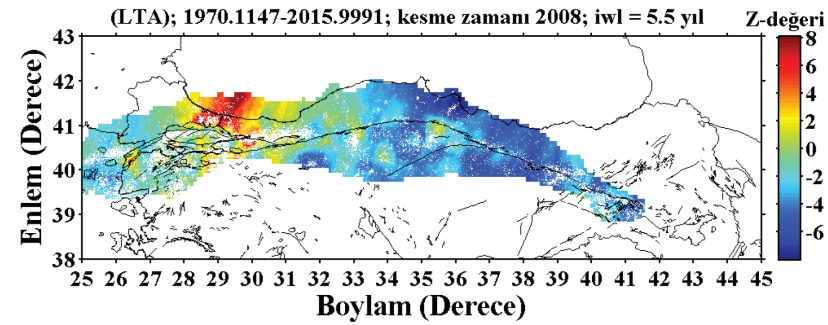 (LTA); 1970.1147-2015.9991; kesme zamanı 2008; iwl = 5.5 yıl
Z-değeri
43
42
41
40
39
38
Enlem (Derece)
8
6
4
2
0
-2
-4
-6
25 26 27 28 29 30 31 32 33 34 35 36 37 38 39 40 41 42 43 44 45
Boylam (Derece)